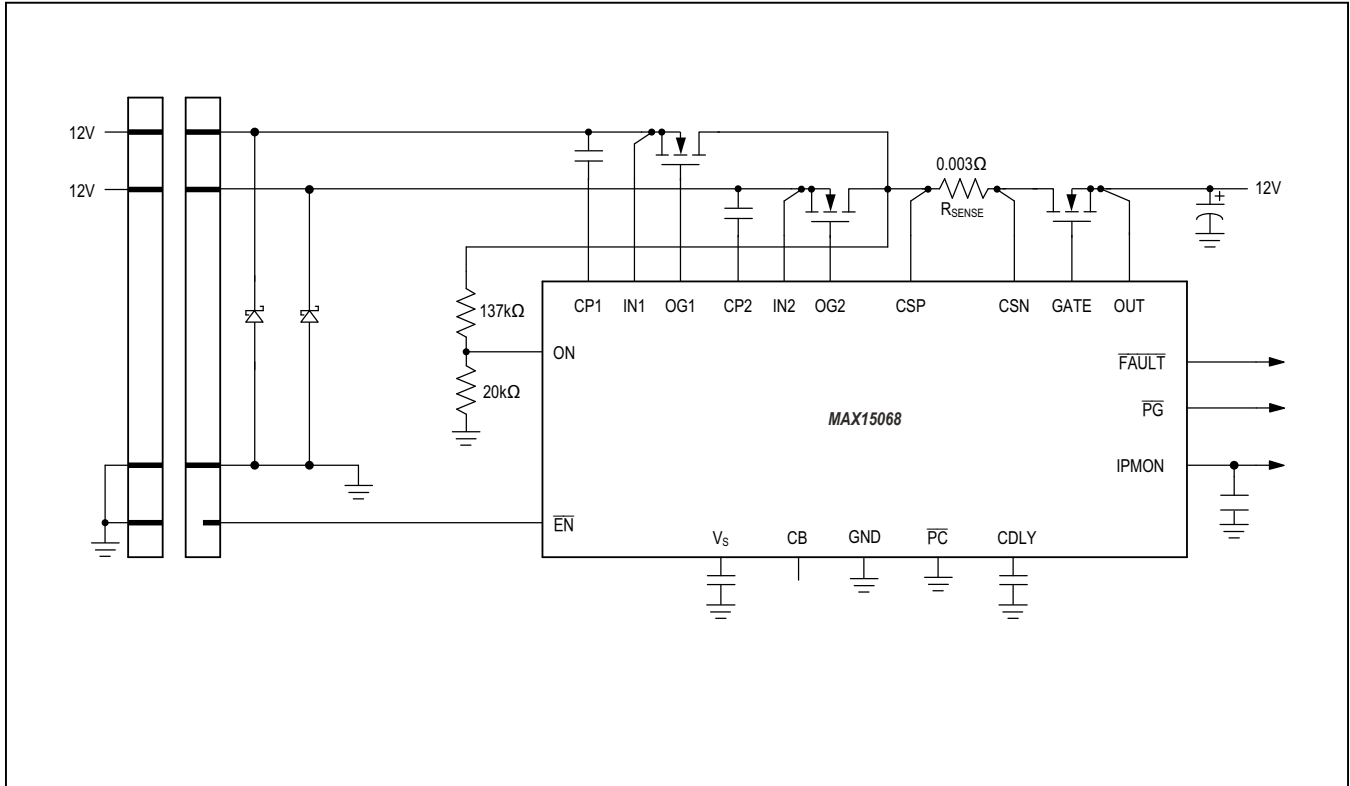 12V
12V
0.003Ω
RSENSE
12V
137kΩ
20kΩ
CP1 IN1 OG1 CP2 IN2 OG2 CSP CSN GATE OUT
ON
FAULT
PG
MAX15068
IPMON
EN
VS CB GND PC CDLY